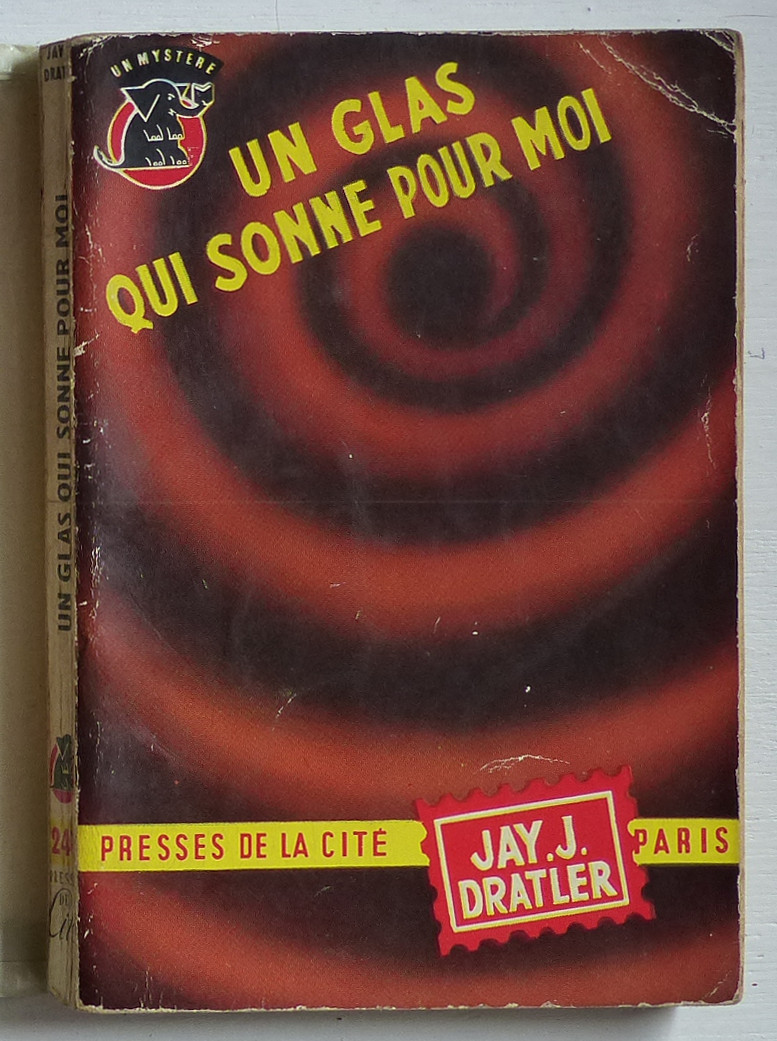 UN MYSTERE
UN GLAS
QUI SONNE POUR MOI
PRESSES DE LA CITÉ
JAY. J.
DRATLER
PARIS
JAY
UN GLAS QUI SONNE POUR MOI